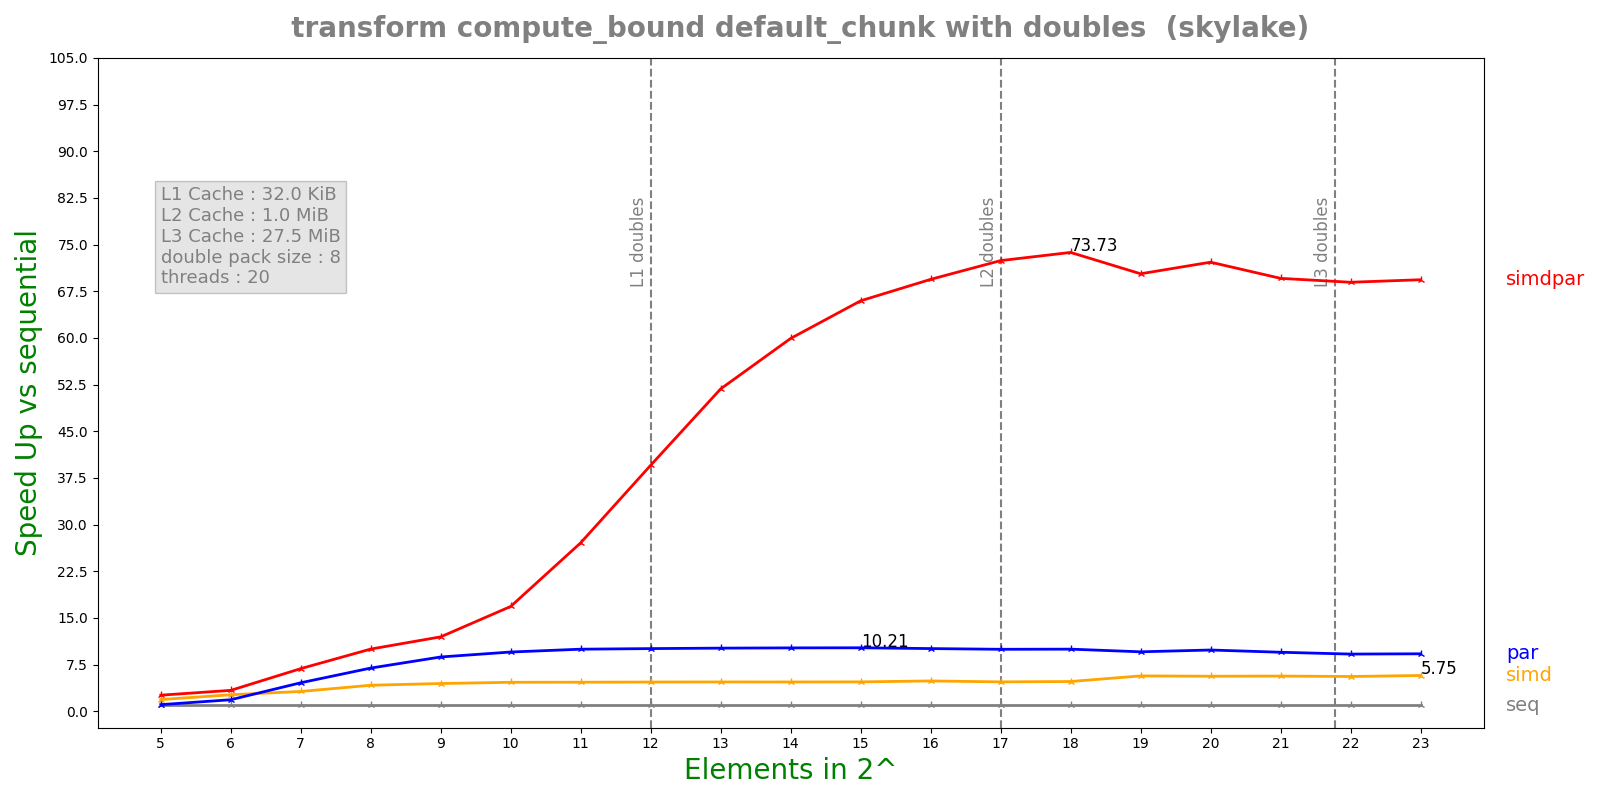 transform compute_bound default_chunk with doubles (skylake)
Speed Up vs sequential
105.0
97.5
90.0
82.5
75.0
67.5
60.0
52.5
45.0
37.5
30.0
22.5
15.0
7.5
0.0
L1 Cache : 32.0 KiB
L2 Cache : 1.0 MiB
L3 Cache : 27.5 MiB
double pack size : 8
threads : 20
L1 doubles
L2 doubles
L3 doubles
73.73
10.21
5.75
simdpar
par
simd
seq
5 6 7 8 9 10 11 12 13 14 15 16 17 18 19 20 21 22 23
Elements in 2^